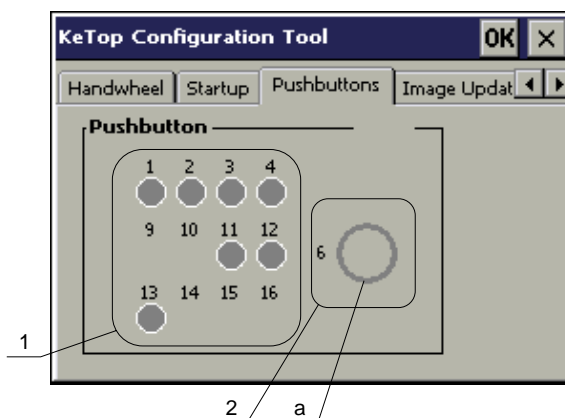 KeTop Configuration Tool OK ×
Handwheel Startup Pushbuttons Image Updat
Pushbutton
1 2 3 4
9 10 11 12
6
13 14 15 16
1
2 a